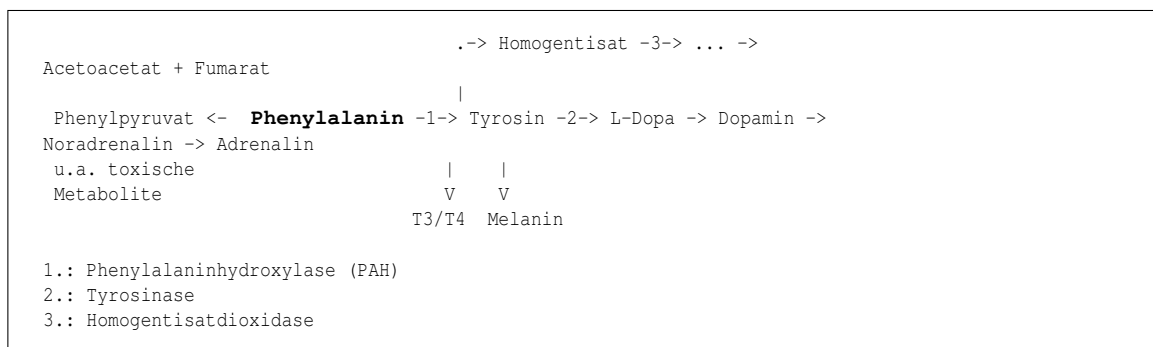 .-> Homogentisat -3-> ... ->
Acetoacetat + Fumarat
|
Phenylpyruvat <- Phenylalanin -1-> Tyrosin -2-> L-Dopa -> Dopamin ->
Noradrenalin -> Adrenalin
u.a. toxische | |
Metabolite V V
T3/T4 Melanin
1.: Phenylalaninhydroxylase (PAH)
2.: Tyrosinase
3.: Homogentisatdioxidase